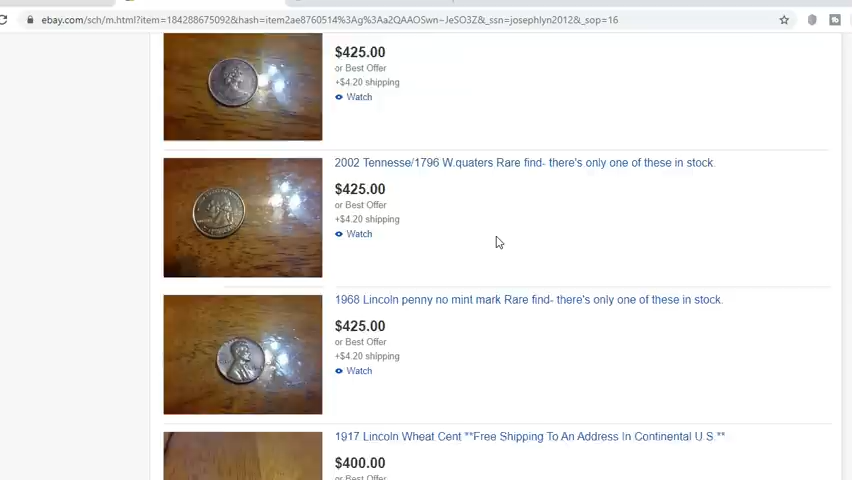 ebay.com/sch/m.html?item=184288675092&hash=item2ae8760514%3Ag%3Aa2QAAOSwn~JeSO3Z&_ssn=josephlyn2012&_sop=16
$425.00
or Best Offer
+$4.20 shipping
Watch
2002 Tennesse/1796 W.quaters Rare find- there's only one of these in stock.
$425.00
or Best Offer
+$4.20 shipping
Watch
1968 Lincoln penny no mint mark Rare find- there's only one of these in stock.
$425.00
or Best Offer
+$4.20 shipping
Watch
1917 Lincoln Wheat Cent **Free Shipping To An Address In Continental U S.**
$400.00
or Best Offer